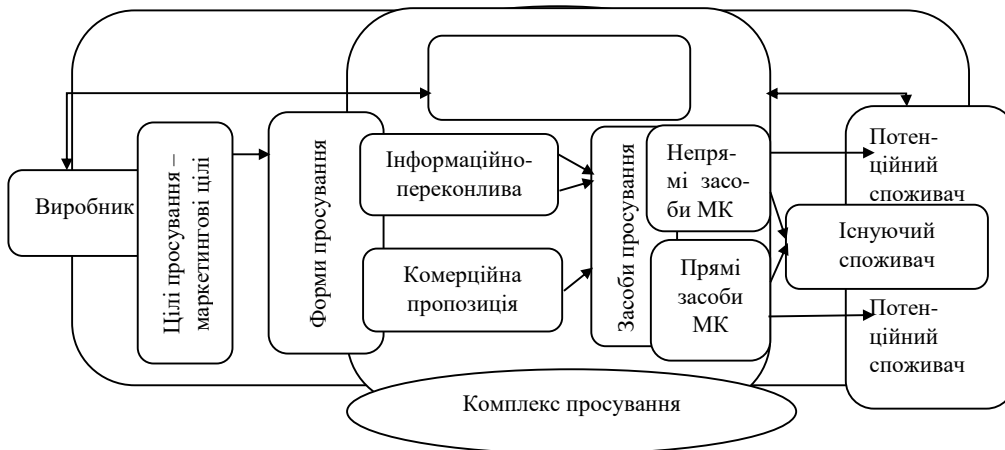 Виробник
Цілі просування –
маркетингові цілі
Форми просування
Інформаційно-
переконлива
Комерційна
пропозиція
Засоби просування
Непря-
мі засо-
би МК
Прямі
засоби
МК
Потен-
ційний
споживач
Існуючий
споживач
Потен-
ційний
споживач
Комплекс просування